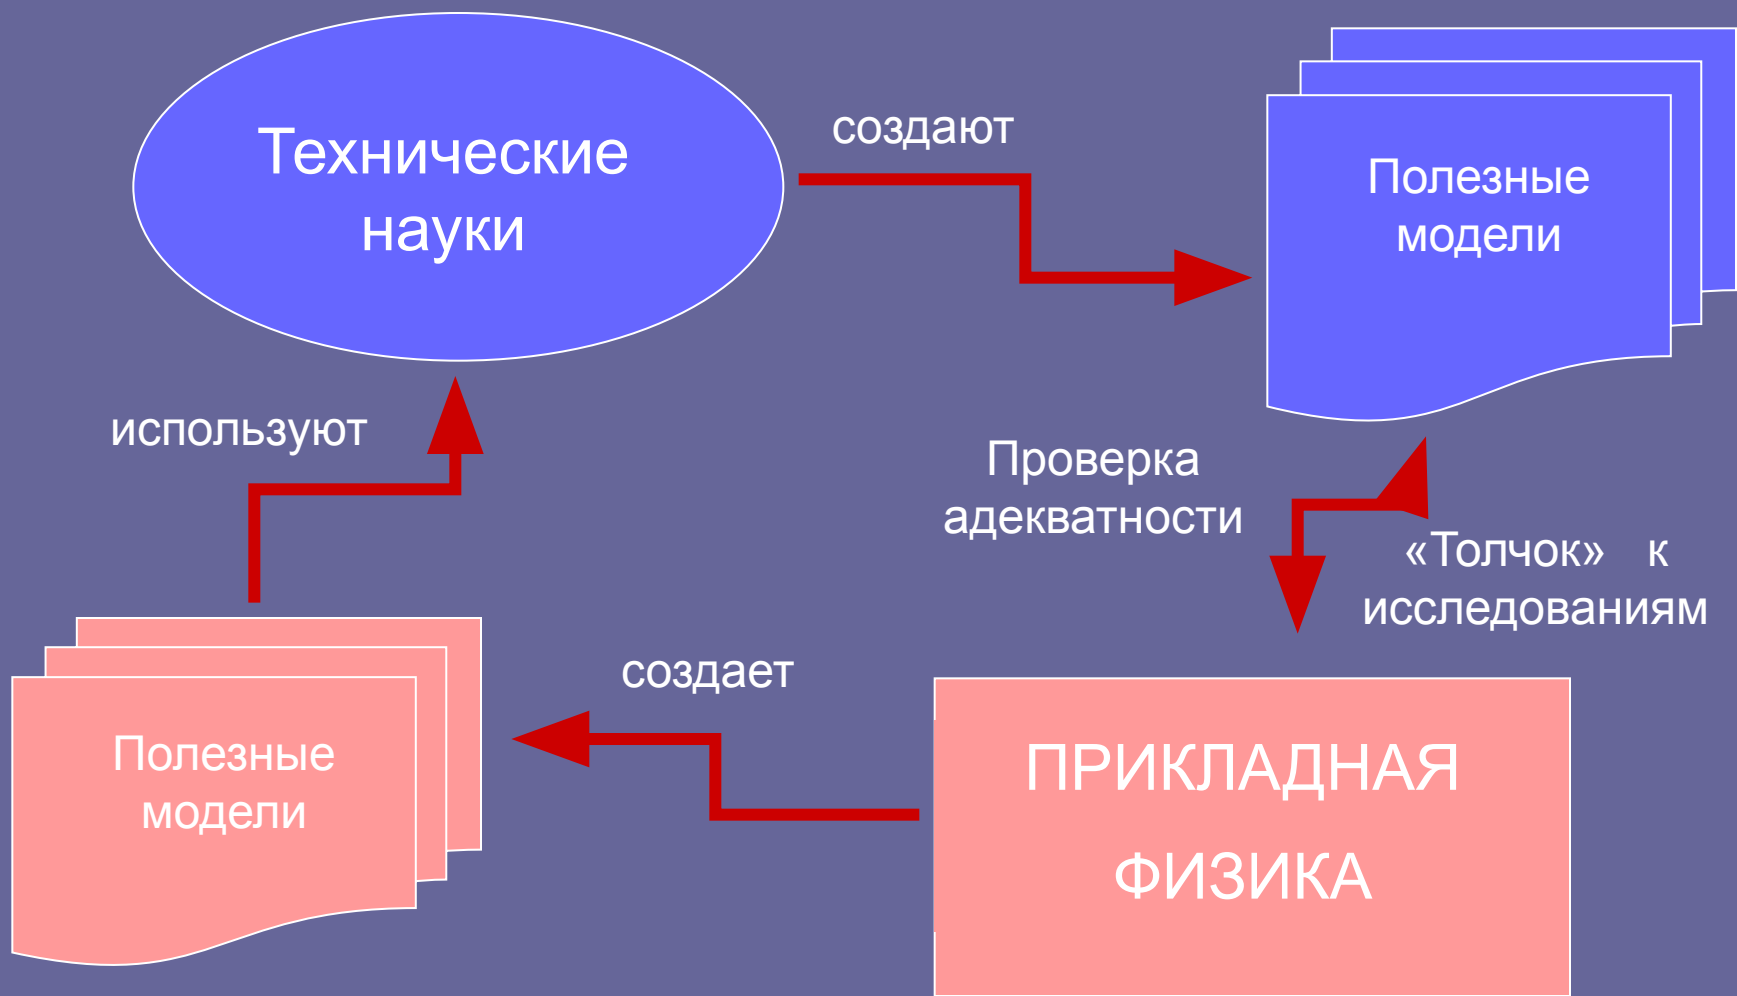 Технические
науки
создают
Полезные
модели
используют
Проверка
адекватности
«Толчок» к
исследованиям
создает
Полезные
модели
ПРИКЛАДНАЯ
ФИЗИКА